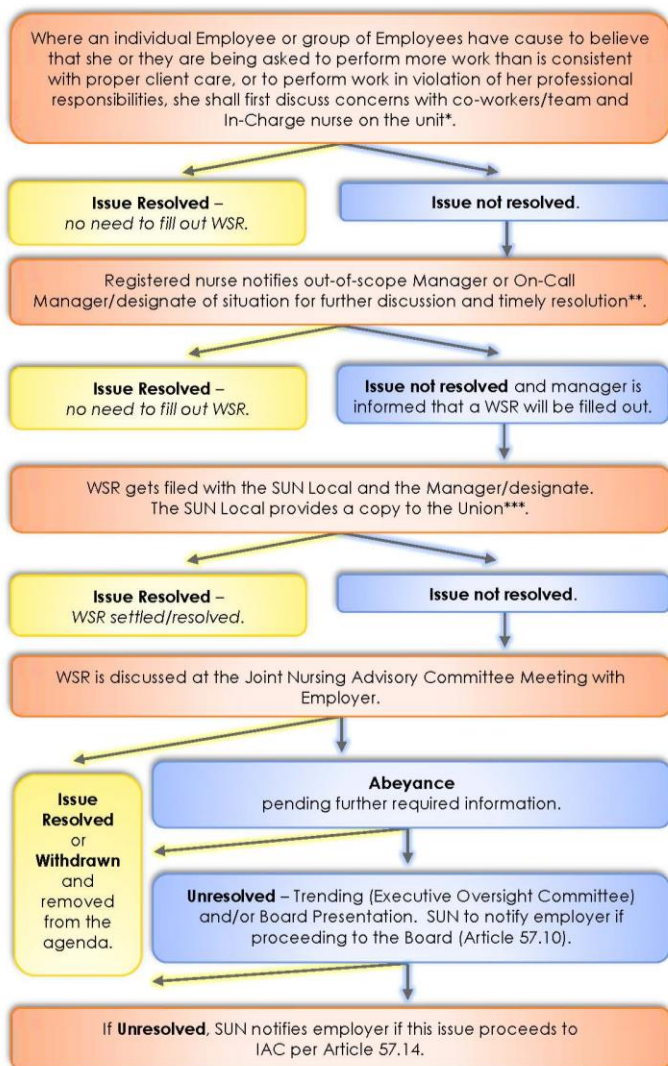 Where an individual Employee or group of Employees have cause to believe
that she or they are being asked to perform more work than is consistent
with proper client care, or to perform work in violation of her professional
responsibilities, she shall first discuss concerns with co-workers/team and
In-Charge nurse on the unit*.
Issue Resolved –
no need to fill out WSR.
Issue not resolved.
Registered nurse notifies out-of-scope Manager or On-Call
Manager/designate of situation for further discussion and timely resolution**.
Issue Resolved –
no need to fill out WSR.
Issue not resolved and manager is
informed that a WSR will be filled out.
WSR gets filed with the SUN Local and the Manager/designate.
The SUN Local provides a copy to the Union***.
Issue Resolved –
WSR settled/resolved.
Issue not resolved.
WSR is discussed at the Joint Nursing Advisory Committee Meeting with
Employer.
Issue
Resolved
or
Withdrawn
and
removed
from the
agenda.
Abeyance
pending further required information.
Unresolved – Trending (Executive Oversight Committee)
and/or Board Presentation. SUN to notify employer if
proceeding to the Board (Article 57.10).
If Unresolved, SUN notifies employer if this issue proceeds to
IAC per Article 57.14.